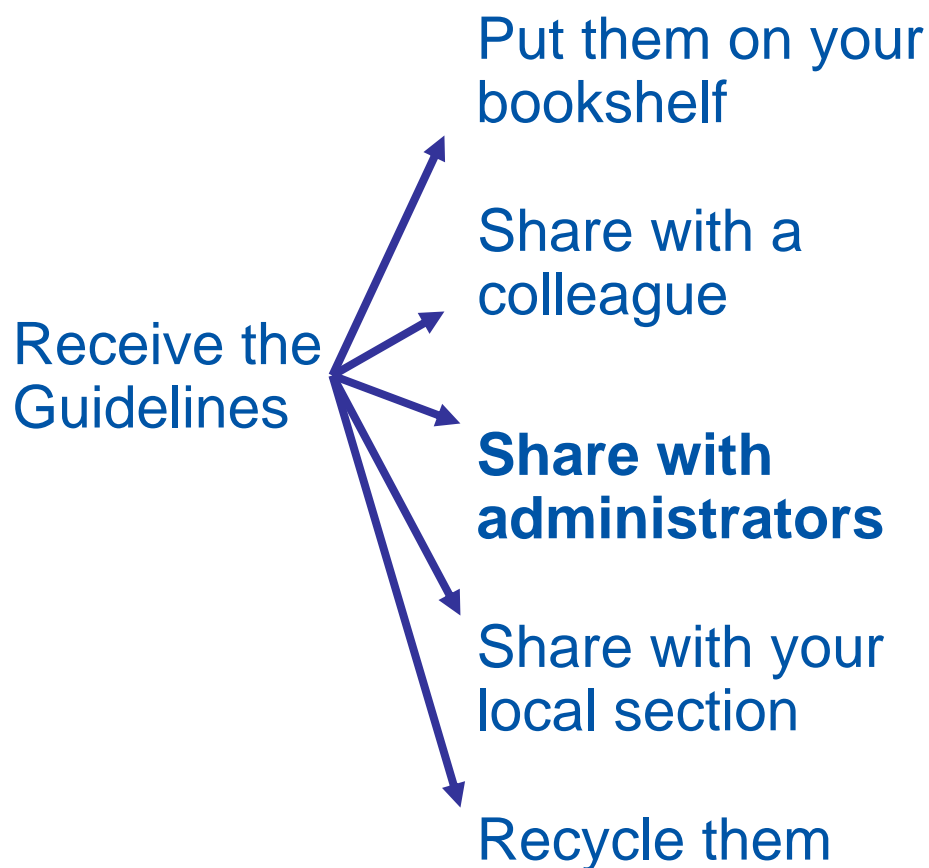 Put them on your
bookshelf
Share with a
colleague
Receive the
Guidelines
Share with
administrators
Share with your
local section
Recycle them